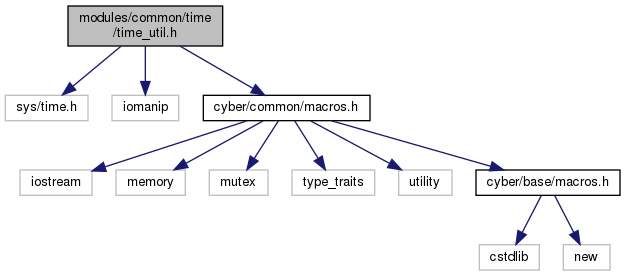 modules/common/time
/time_util.h
sys/time.h
iomanip
cyber/common/macros.h
iostream
memory
mutex
type_traits
utility
cyber/base/macros.h
cstdlib
new